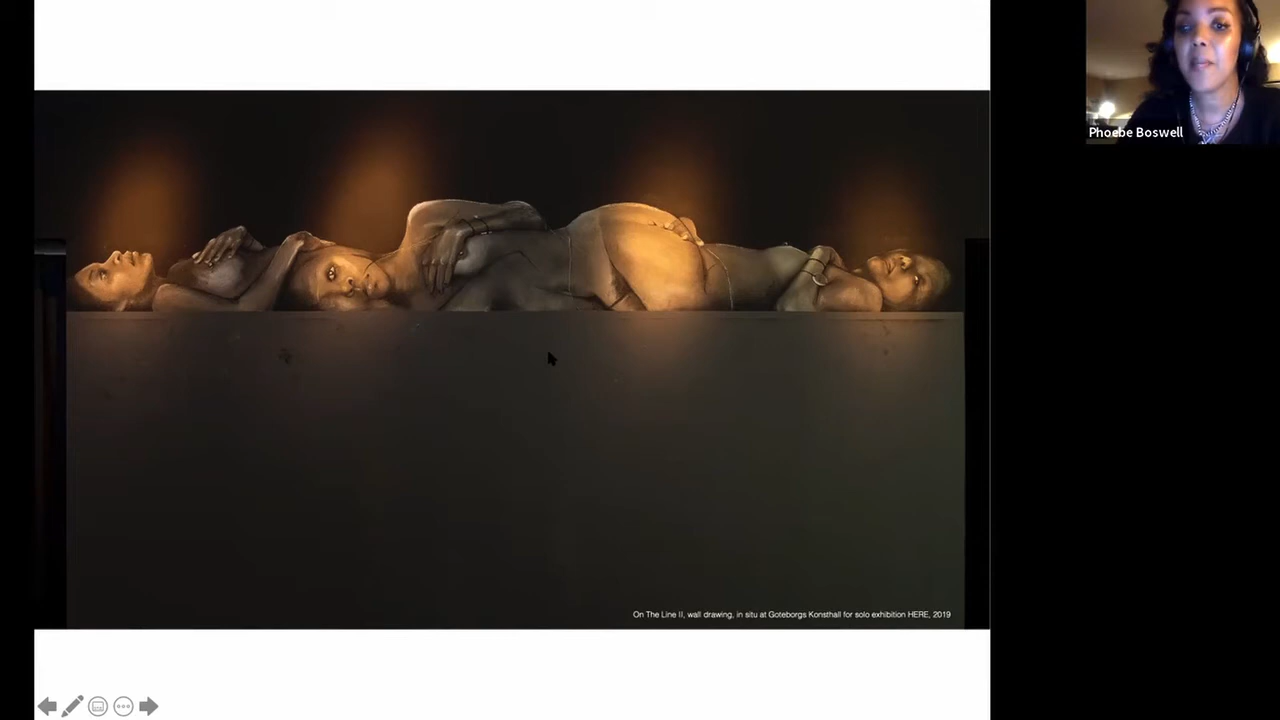 Phoebe Boswell
On The Line II, wall drawing, in situ at Goteborgs Konsthall for solo exhibition HERE, 2019